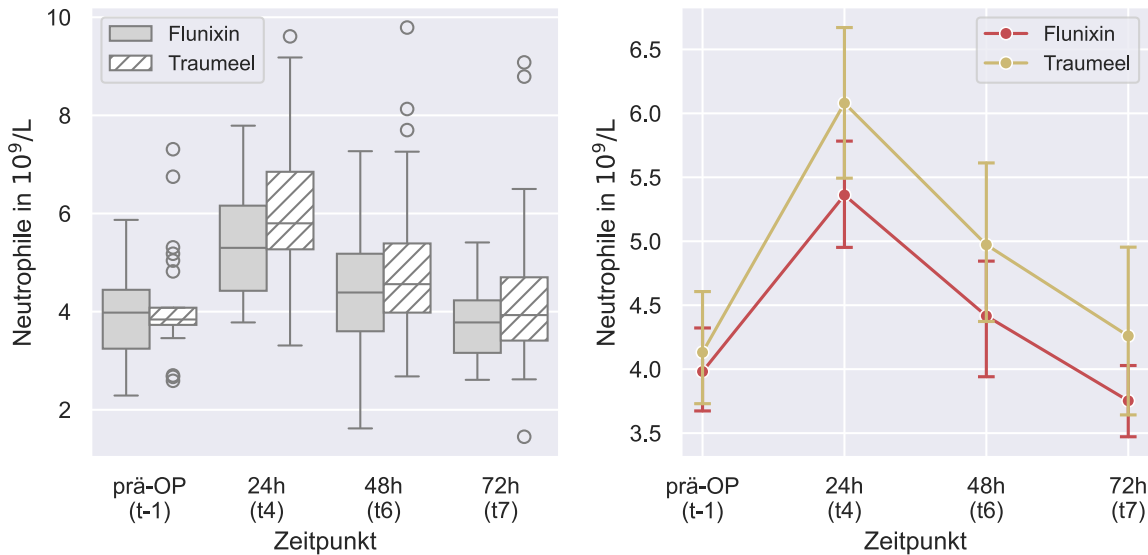 Flunixin
Traumeel
10
8
6
4
2
Neutrophile in 10⁹/L
prä-OP
(t-1)
24h
(t4)
48h
(t6)
72h
(t7)
Zeitpunkt
Flunixin
Traumeel
6.5
6.0
5.5
5.0
4.5
4.0
3.5
Neutrophile in 10⁹/L
prä-OP
(t-1)
24h
(t4)
48h
(t6)
72h
(t7)
Zeitpunkt